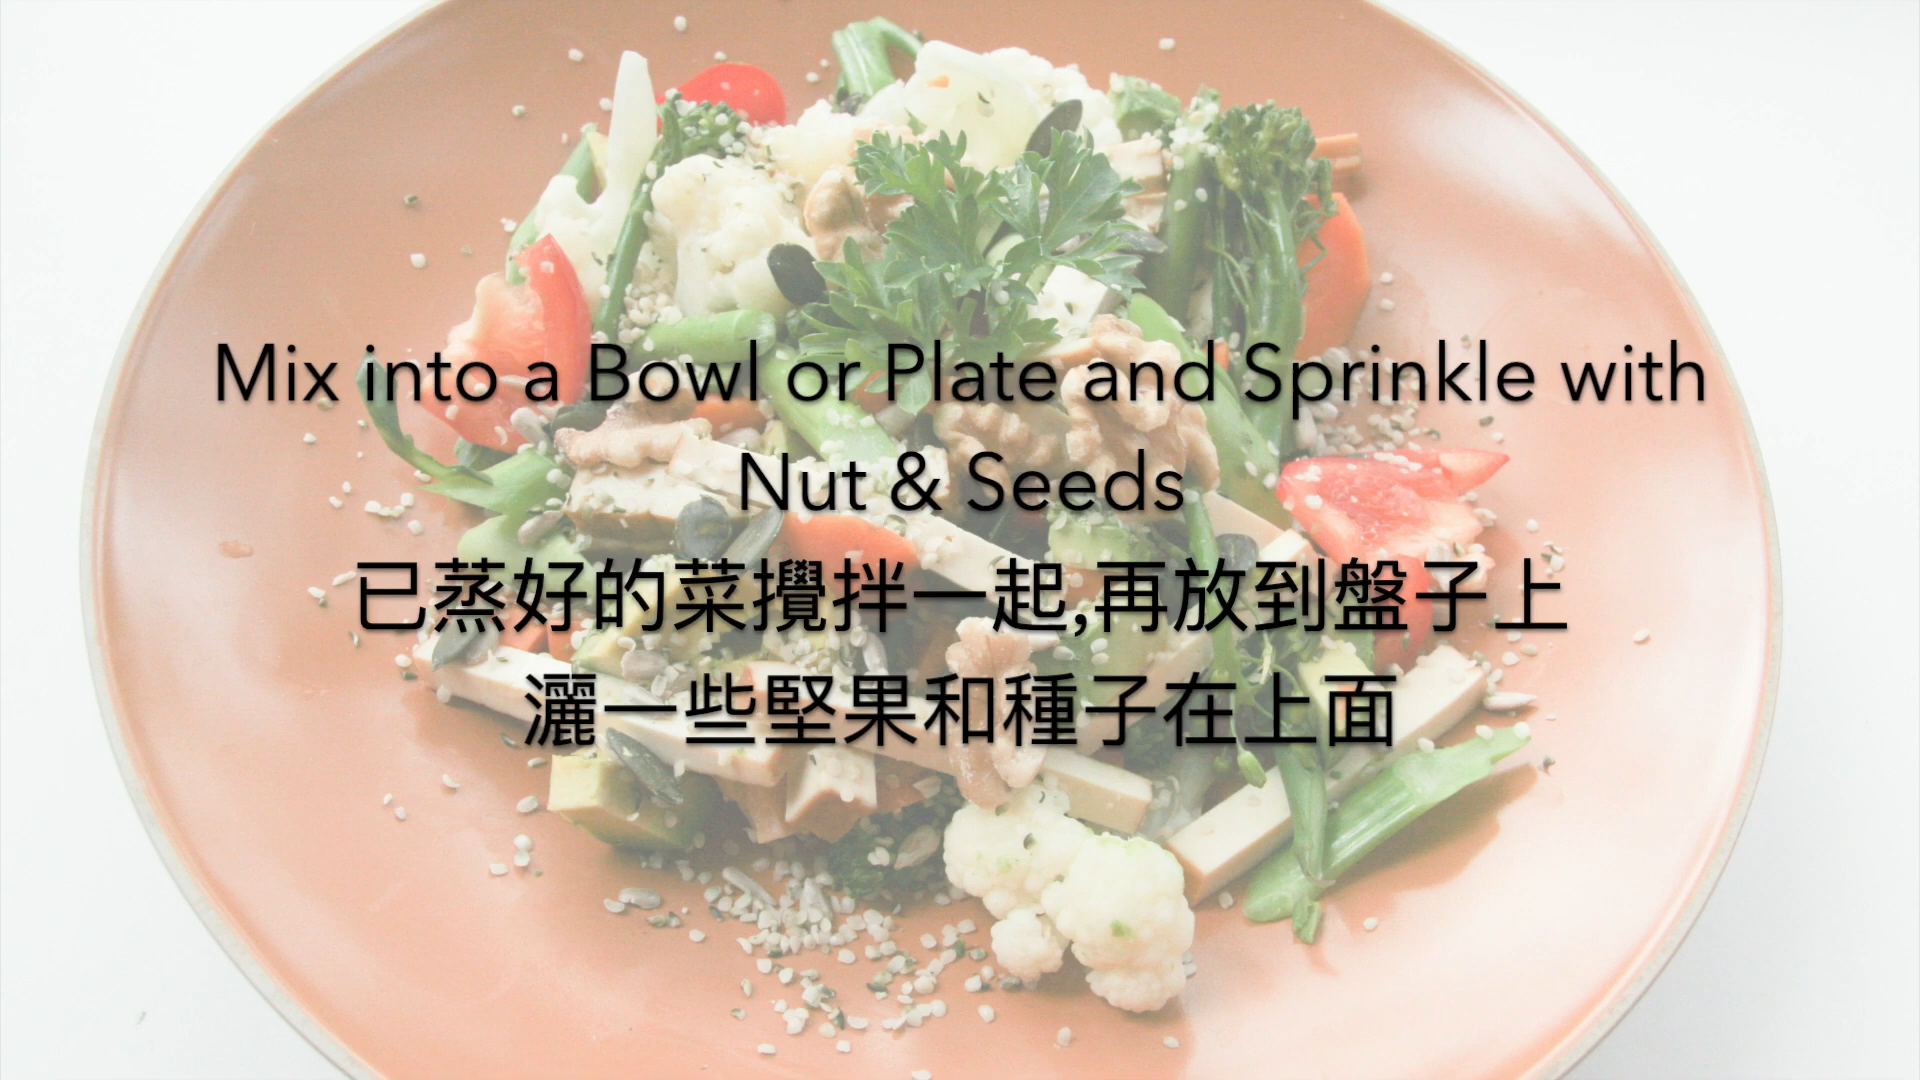 Mix into a Bowl or Plate and Sprinkle with
Nut & Seeds
已蒸好的菜攪拌一起,再放到盤子上
灑一些堅果和種子在上面